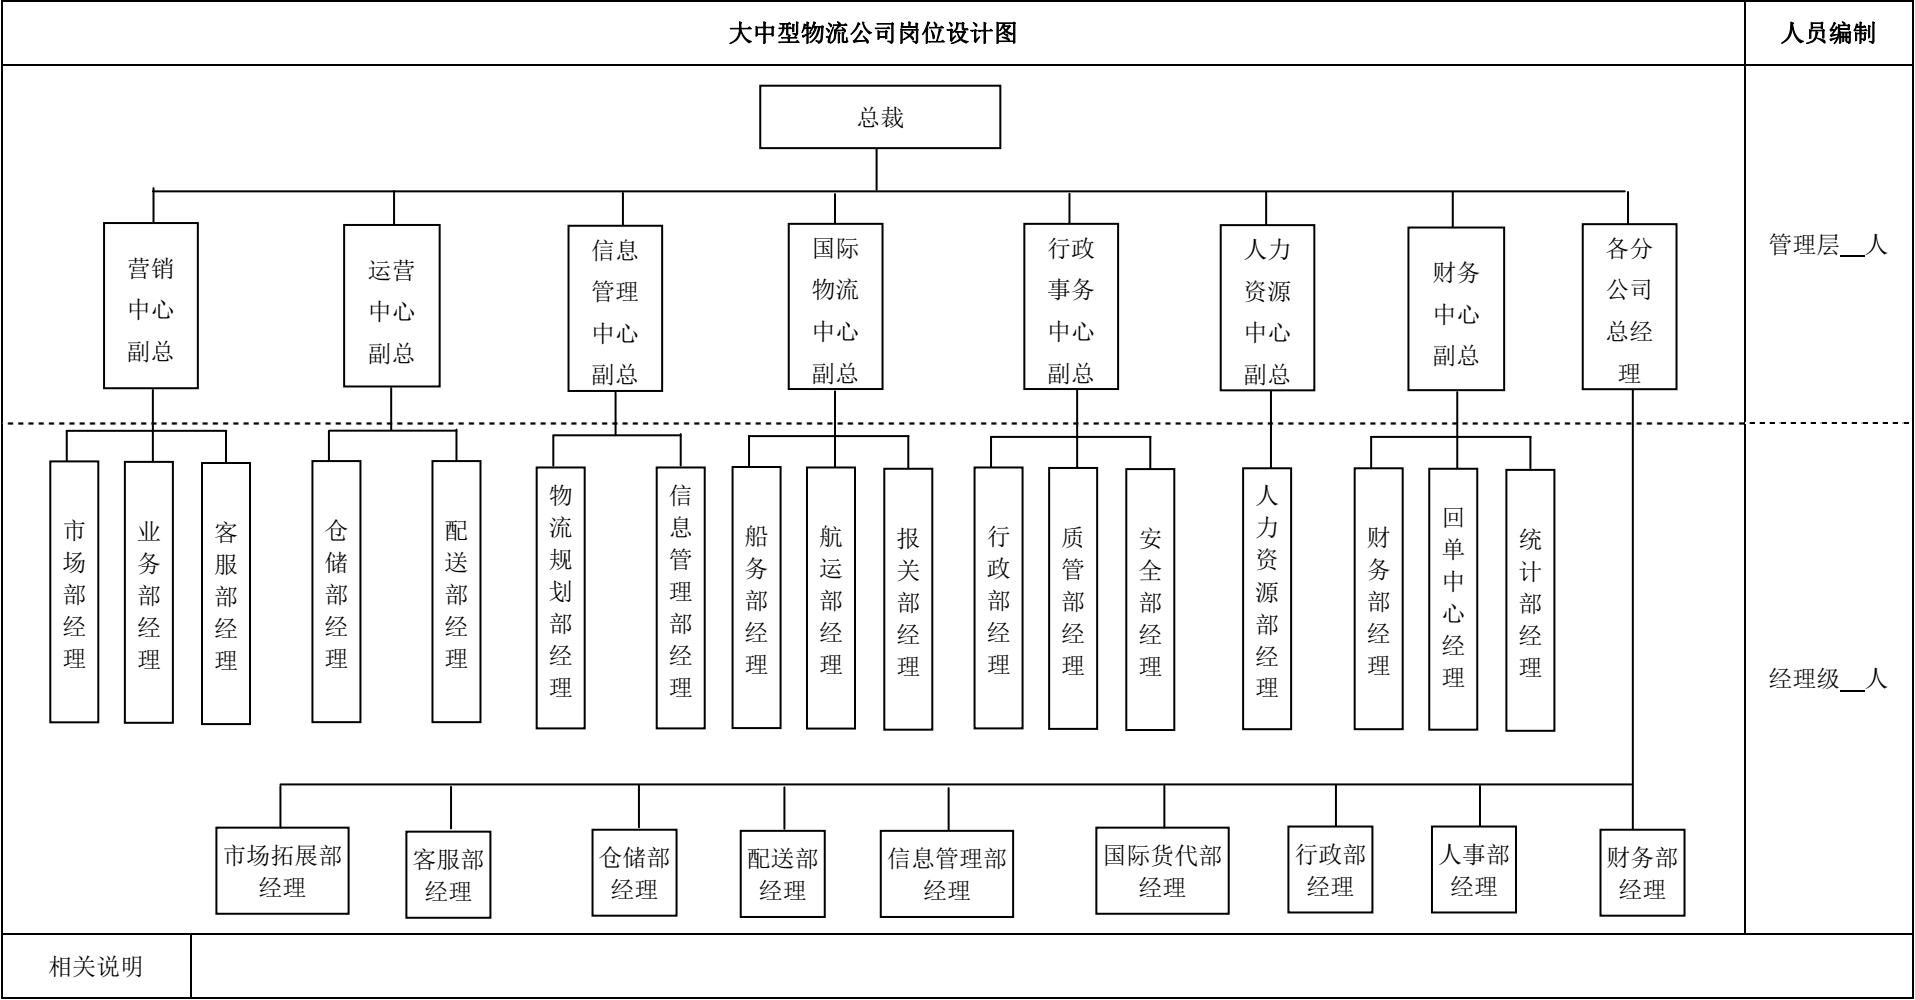 大中型物流公司岗位设计图
人员编制
总裁
营销
中心
副总
运营
中心
副总
信息
管理
中心
副总
国际
物流
中心
副总
行政
事务
中心
副总
人力
资源
中心
副总
财务
中心
副总
各分
公司
总经
理
管理层__人
市场部经理
业务部经理
客服部经理
仓储部经理
配送部经理
物流规划部经理
信息管理部经理
船务部经理
航运部经理
报关部经理
行政部经理
质管部经理
安全部经理
人力资源部经理
财务部经理
回单中心经理
统计部经理
经理级__人
市场拓展部
经理
客服部
经理
仓储部
经理
配送部
经理
信息管理部
经理
国际货代部
经理
行政部
经理
人事部
经理
财务部
经理
相关说明